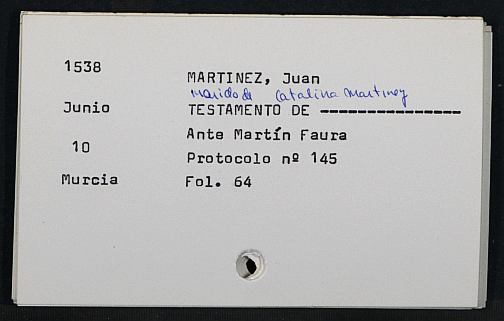 1538
MARTINEZ, Juan
marido de Catalina Martinez
Junio TESTAMENTO DE ----------------
10 Ante Martín Faura
Protocolo nº 145
Murcia Fol. 64